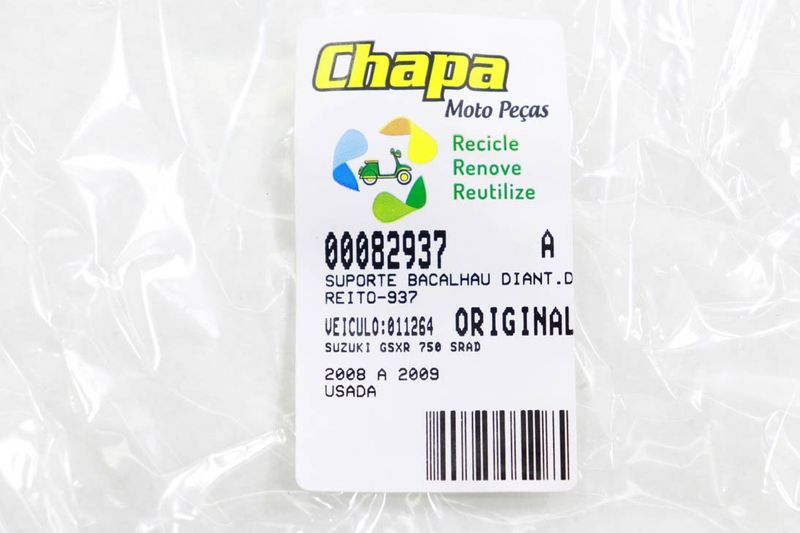 Chapa
Moto Peças
Recicle
Renove
Reutilize
00082937 A
SUPORTE BACALHAU DIANT.D
REITO-937
VEICULO:011264 ORIGINAL
SUZUKI GSXR 750 SRAD
2008 A 2009
USADA